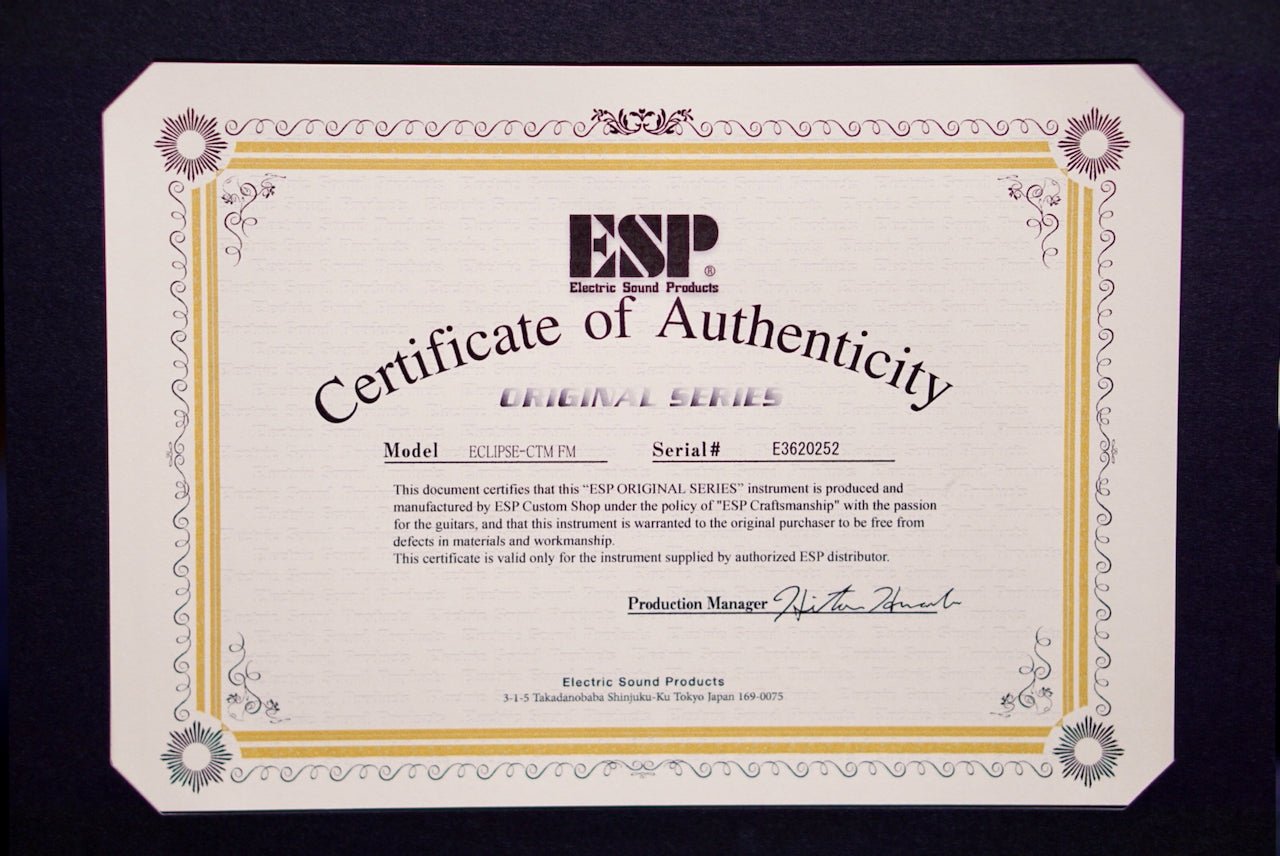 ESP®
Electric Sound Products
Certificate of Authenticity
ORIGINAL SERIES
Model ECLIPSE-CTM FM Serial# E3620252
This document certifies that this “ESP ORIGINAL SERIES” instrument is produced and
manufactured by ESP Custom Shop under the policy of "ESP Craftsmanship" with the passion
for the guitars, and that this instrument is warranted to the original purchaser to be free from
defects in materials and workmanship.
This certificate is valid only for the instrument supplied by authorized ESP distributor.
Production Manager
Electric Sound Products
3-1-5 Takadanobaba Shinjuku-Ku Tokyo Japan 169-0075